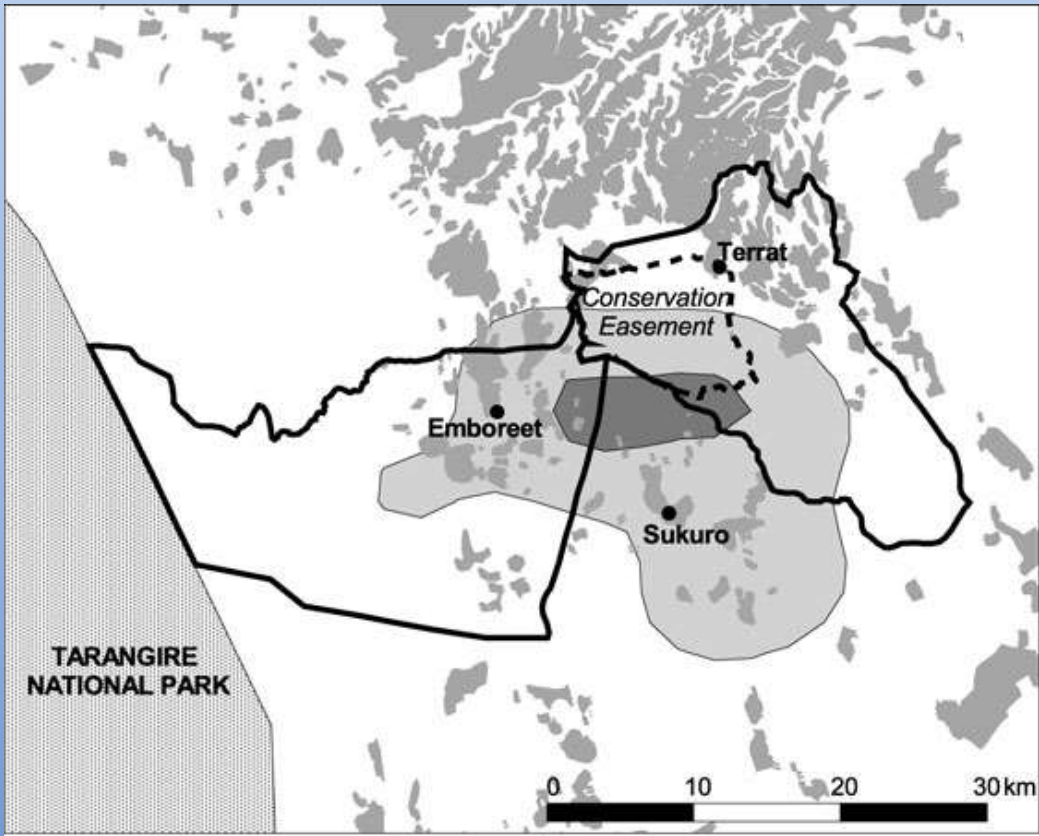 Terrat
Conservation
Easement
Emboreet
Sukuro
TARANGIRE
NATIONAL PARK
0 10 20 30 km